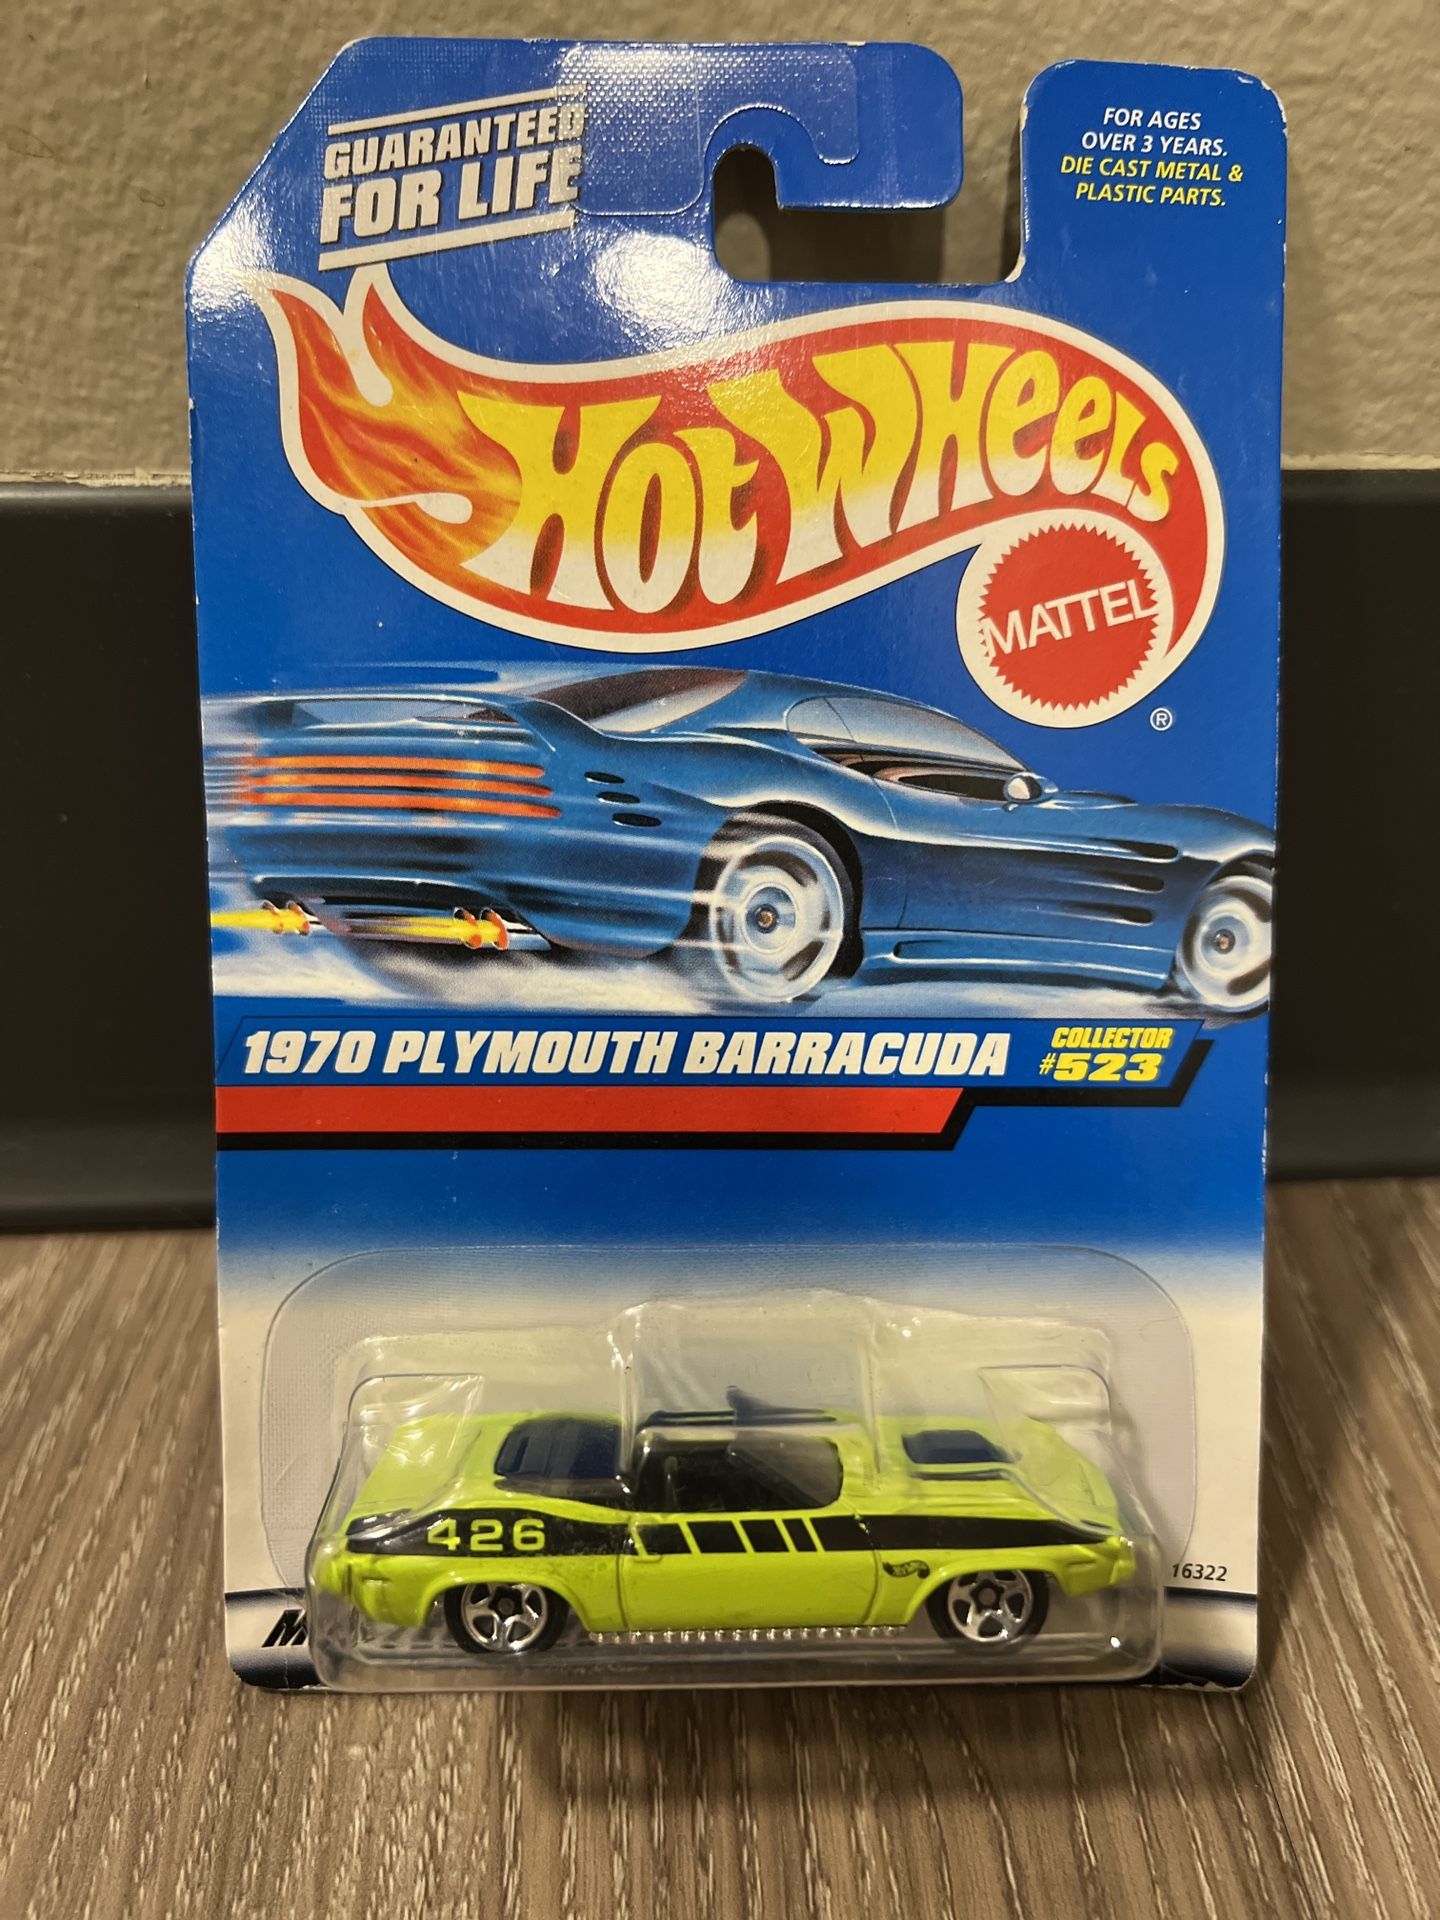 GUARANTEED
FOR LIFE
FOR AGES
OVER 3 YEARS.
DIE CAST METAL &
PLASTIC PARTS.
HOT WHEELS
MATTEL
®
1970 PLYMOUTH BARRACUDA
COLLECTOR
#523
426
16322